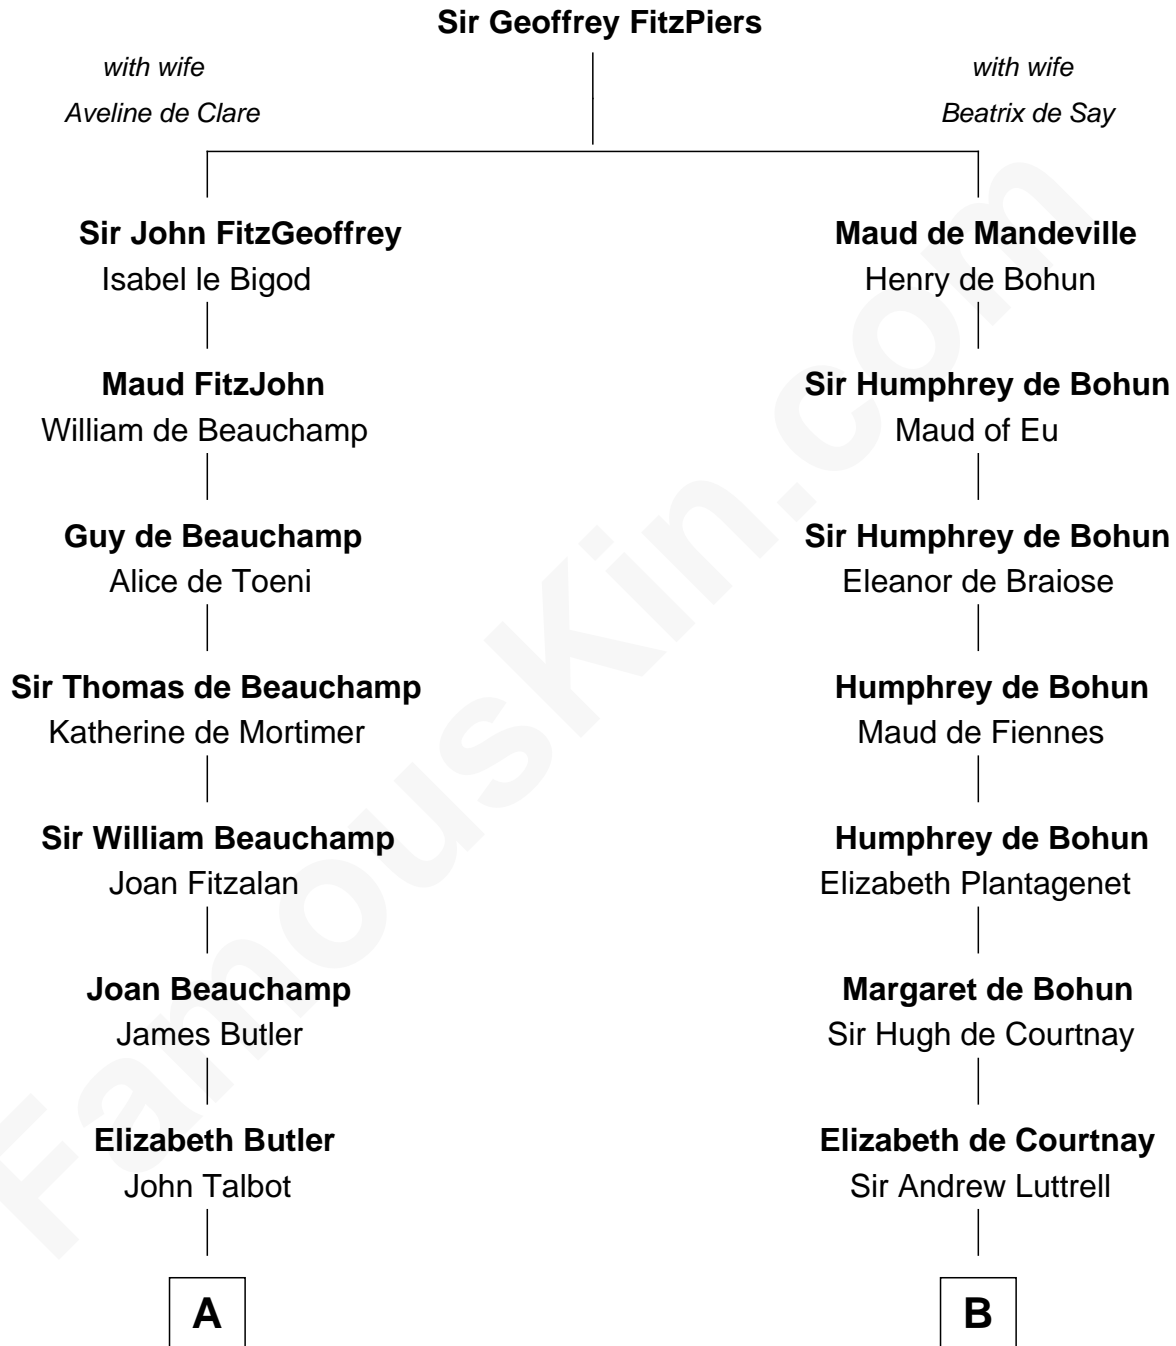 Sir Geoffrey FitzPiers
with wife
Aveline de Clare
with wife
Beatrix de Say
Sir John FitzGeoffrey
Isabel le Bigod
Maud de Mandeville
Henry de Bohun
Maud FitzJohn
William de Beauchamp
Sir Humphrey de Bohun
Maud of Eu
Guy de Beauchamp
Alice de Toeni
Sir Humphrey de Bohun
Eleanor de Braiose
Sir Thomas de Beauchamp
Katherine de Mortimer
Humphrey de Bohun
Maud de Fiennes
Sir William Beauchamp
Joan Fitzalan
Humphrey de Bohun
Elizabeth Plantagenet
Joan Beauchamp
James Butler
Margaret de Bohun
Sir Hugh de Courtnay
Elizabeth Butler
John Talbot
Elizabeth de Courtnay
Sir Andrew Luttrell
A
B
FamousKin.com